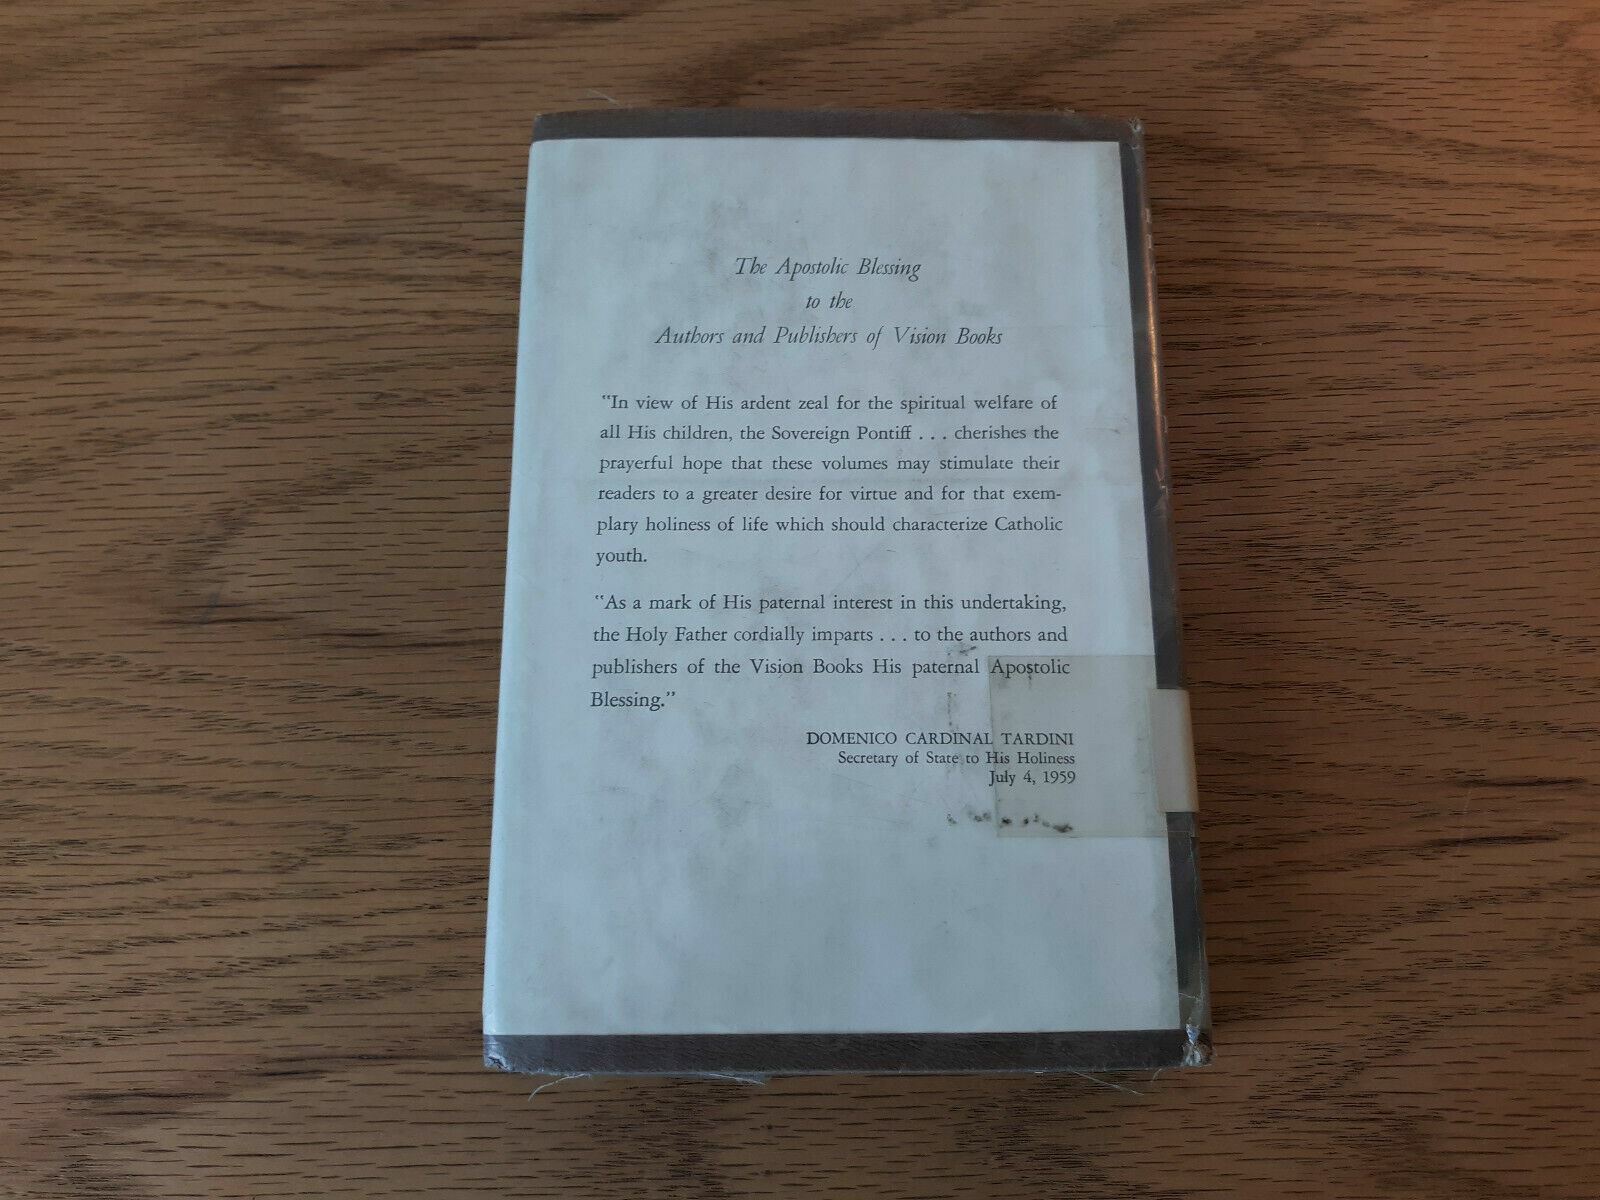 The Apostolic Blessing
to the
Authors and Publishers of Vision Books
"In view of His ardent zeal for the spiritual welfare of
all His children, the Sovereign Pontiff . . . cherishes the
prayerful hope that these volumes may stimulate their
readers to a greater desire for virtue and for that exem-
plary holiness of life which should characterize Catholic
youth.
"As a mark of His paternal interest in this undertaking,
the Holy Father cordially imparts . . . to the authors and
publishers of the Vision Books His paternal Apostolic
Blessing."
DOMENICO CARDINAL TARDINI
Secretary of State to His Holiness
July 4, 1959